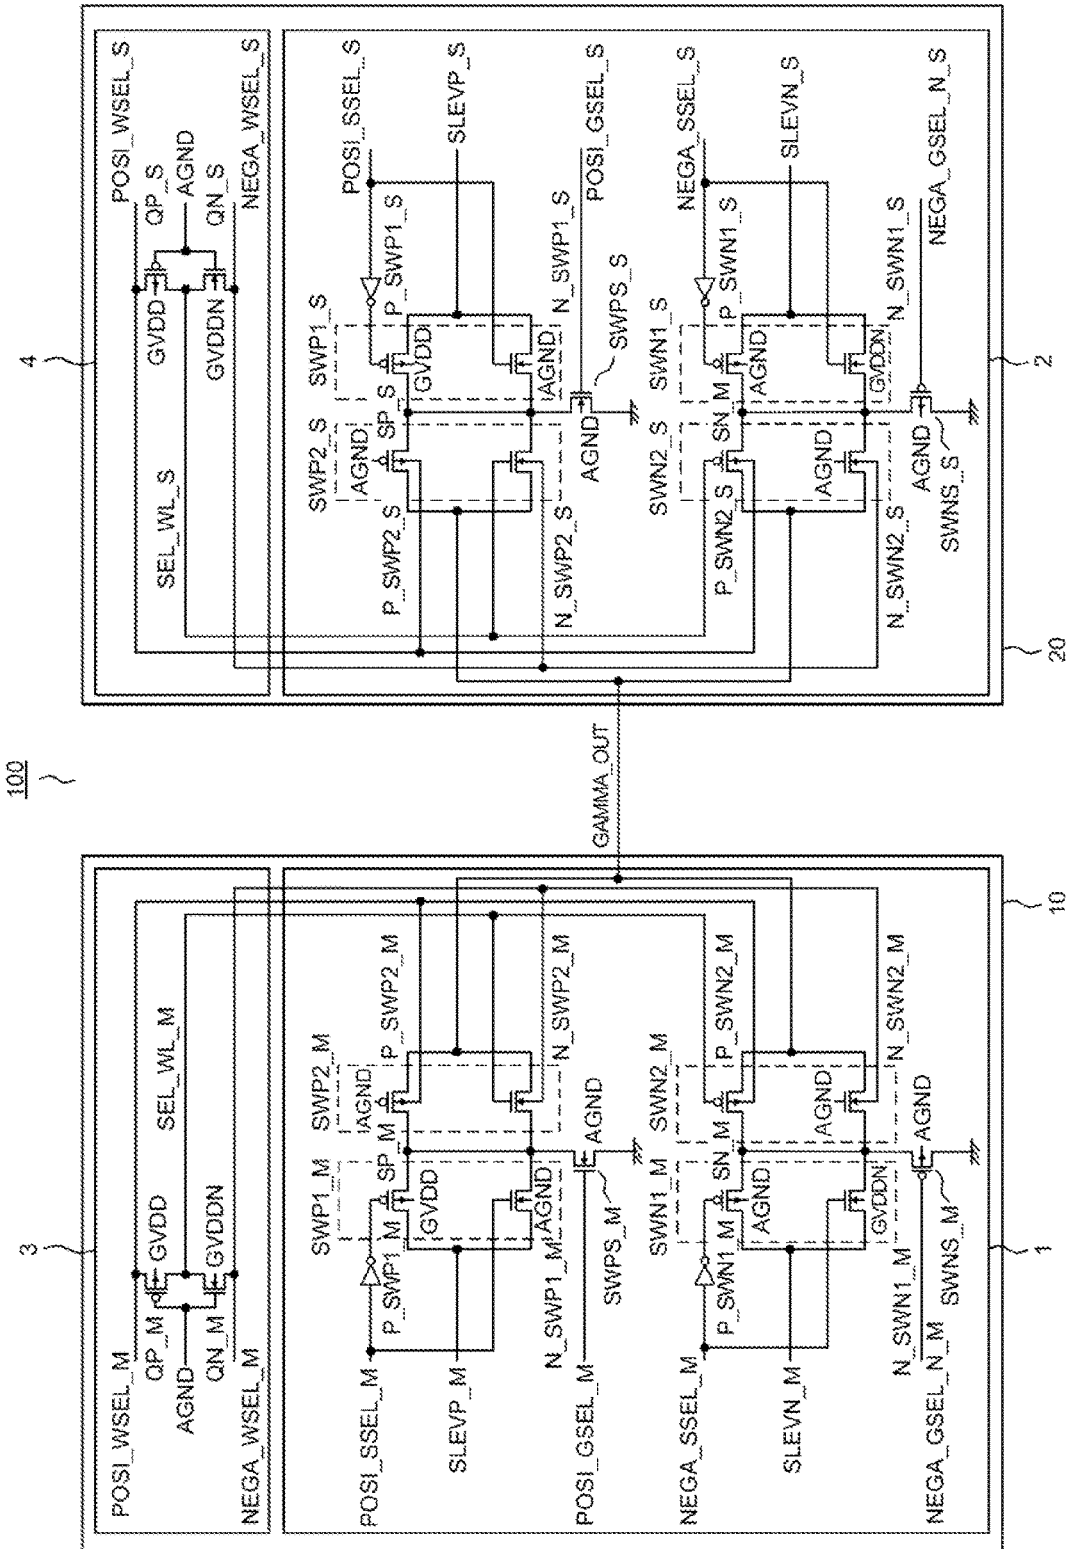 100
3
POSI_WSEL_M
QP_M
GVDD
AGND
SEL_WL_M
QN_M
GVDDN
NEGA_WSEL_M
SWP1_M
SWP2_M
AGND
SP_M
P_SWP1_M
GVDD
P_SWP2_M
POSI_SSEL_M
SLEVP_M
AGND
N_SWP1_M
N_SWP2_M
POSI_GSEL_M
SWPS_M
AGND
SWN1_M
SWN2_M
NEGA_SSEL_M
P_SWN1_M
SN_M
AGND
P_SWN2_M
SLEVN_M
AGND
GVDDN
N_SWN1_M
N_SWN2_M
NEGA_GSEL_N_M
SWNS_M
AGND
1
10
GAMMA_OUT
4
POSI_WSEL_S
QP_S
GVDD
AGND
SEL_WL_S
GVDDN
QN_S
NEGA_WSEL_S
SWP2_S
SWP1_S
AGND
SP_S
GVDD
P_SWP1_S
P_SWP2_S
POSI_SSEL_S
SLEVP_S
AGND
N_SWP2_S
N_SWP1_S
POSI_GSEL_S
AGND
SWPS_S
SWN2_S
SWN1_S
NEGA_SSEL_S
P_SWN2_S
SN_M
AGND
P_SWN1_S
SLEVN_S
AGND
GVDDN
N_SWN2_S
N_SWN1_S
NEGA_GSEL_N_S
AGND
SWNS_S
2
20